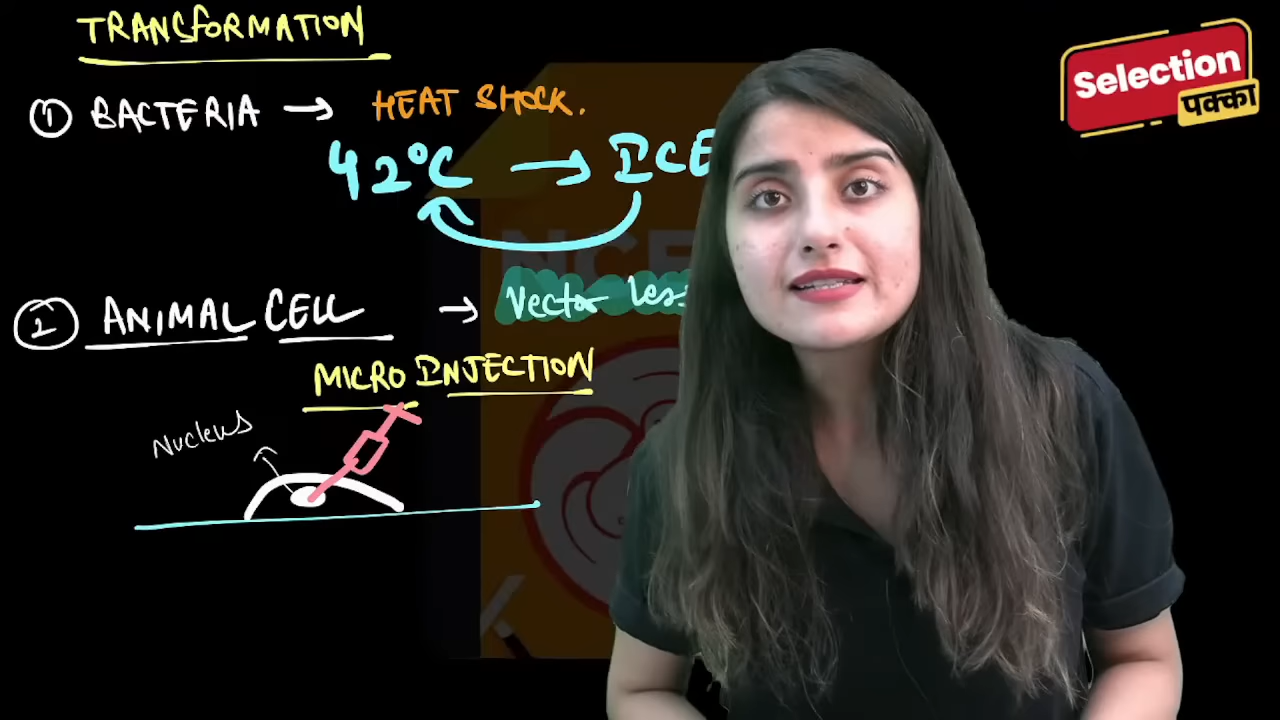 TRANSFORMATION
Selection
पक्का
① BACTERIA → HEAT SHOCK.
42°C → ICE
② ANIMAL CELL → Vector less
MICRO INJECTION
Nucleus